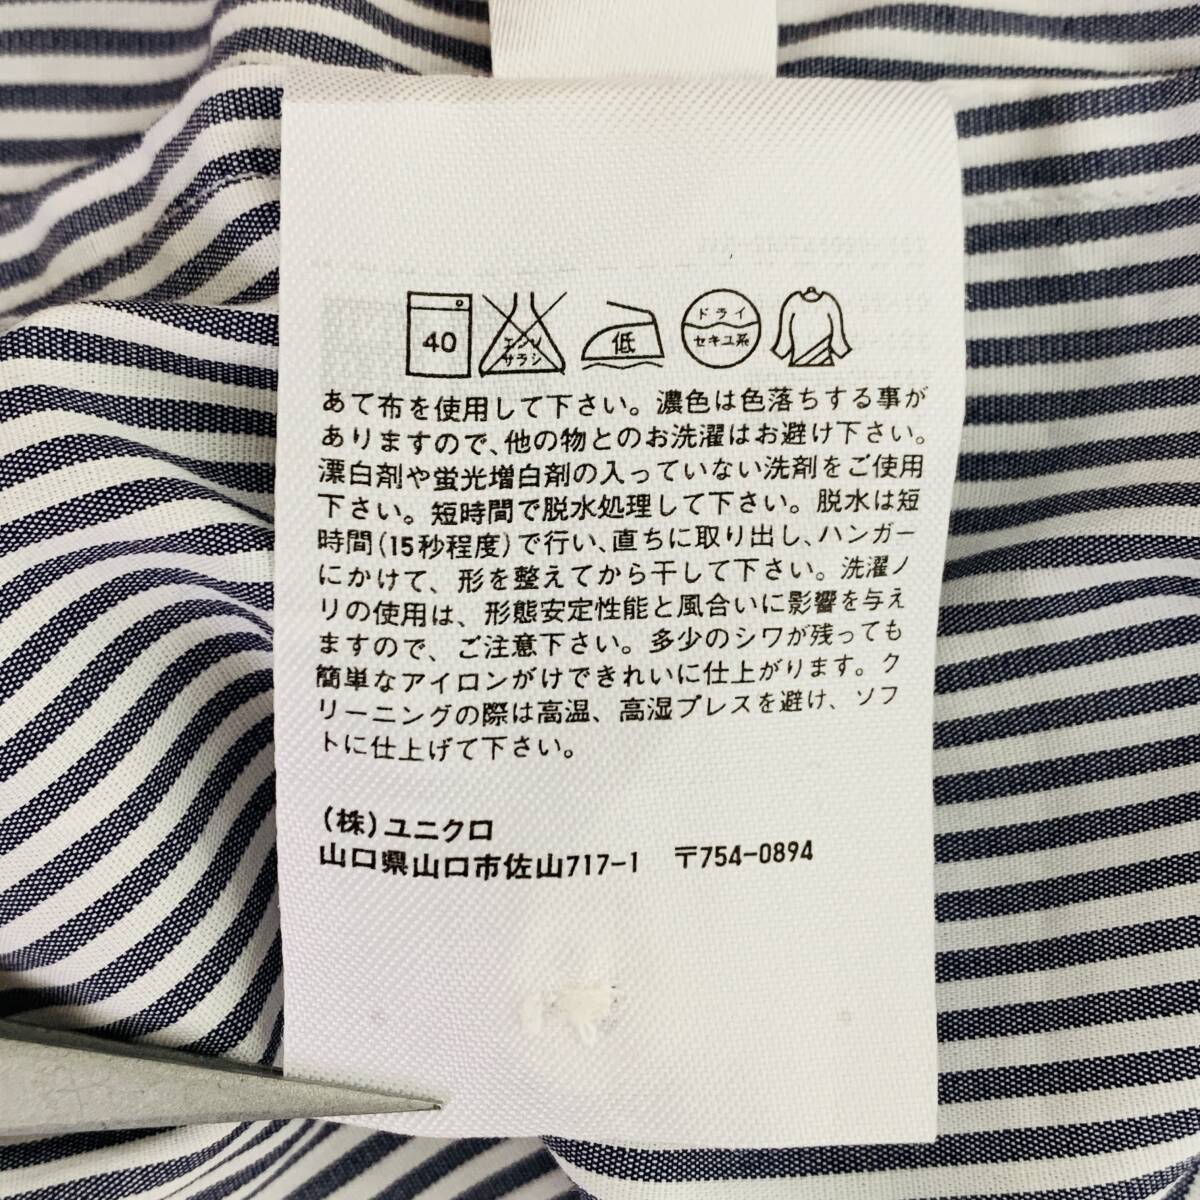 40
エンソ
サラシ
低
ドライ
セキユ系
あて布を使用して下さい。濃色は色落ちする事が
ありますので、他の物とのお洗濯はお避け下さい。
漂白剤や蛍光増白剤の入っていない洗剤をご使用
下さい。短時間で脱水処理して下さい。脱水は短
時間(15秒程度)で行い、直ちに取り出し、ハンガー
にかけて、形を整えてから干して下さい。洗濯ノ
リの使用は、形態安定性能と風合いに影響を与え
ますので、ご注意下さい。多少のシワが残っても
簡単なアイロンがけできれいに仕上がります。ク
リーニングの際は高温、高湿プレスを避け、ソフ
トに仕上げて下さい。
(株)ユニクロ
山口県山口市佐山717-1 〒754-0894